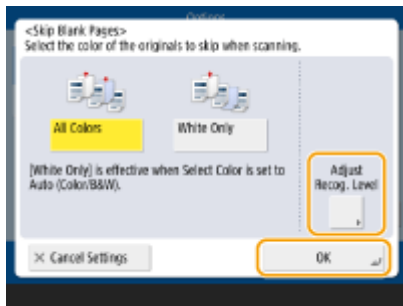 <Skip Blank Pages>
Select the color of the originals to skip when scanning.
All Colors
White Only
[White Only] is effective when Select Color is set to
Auto (Color/B&W).
Adjust
Recog. Level
× Cancel Settings
OK